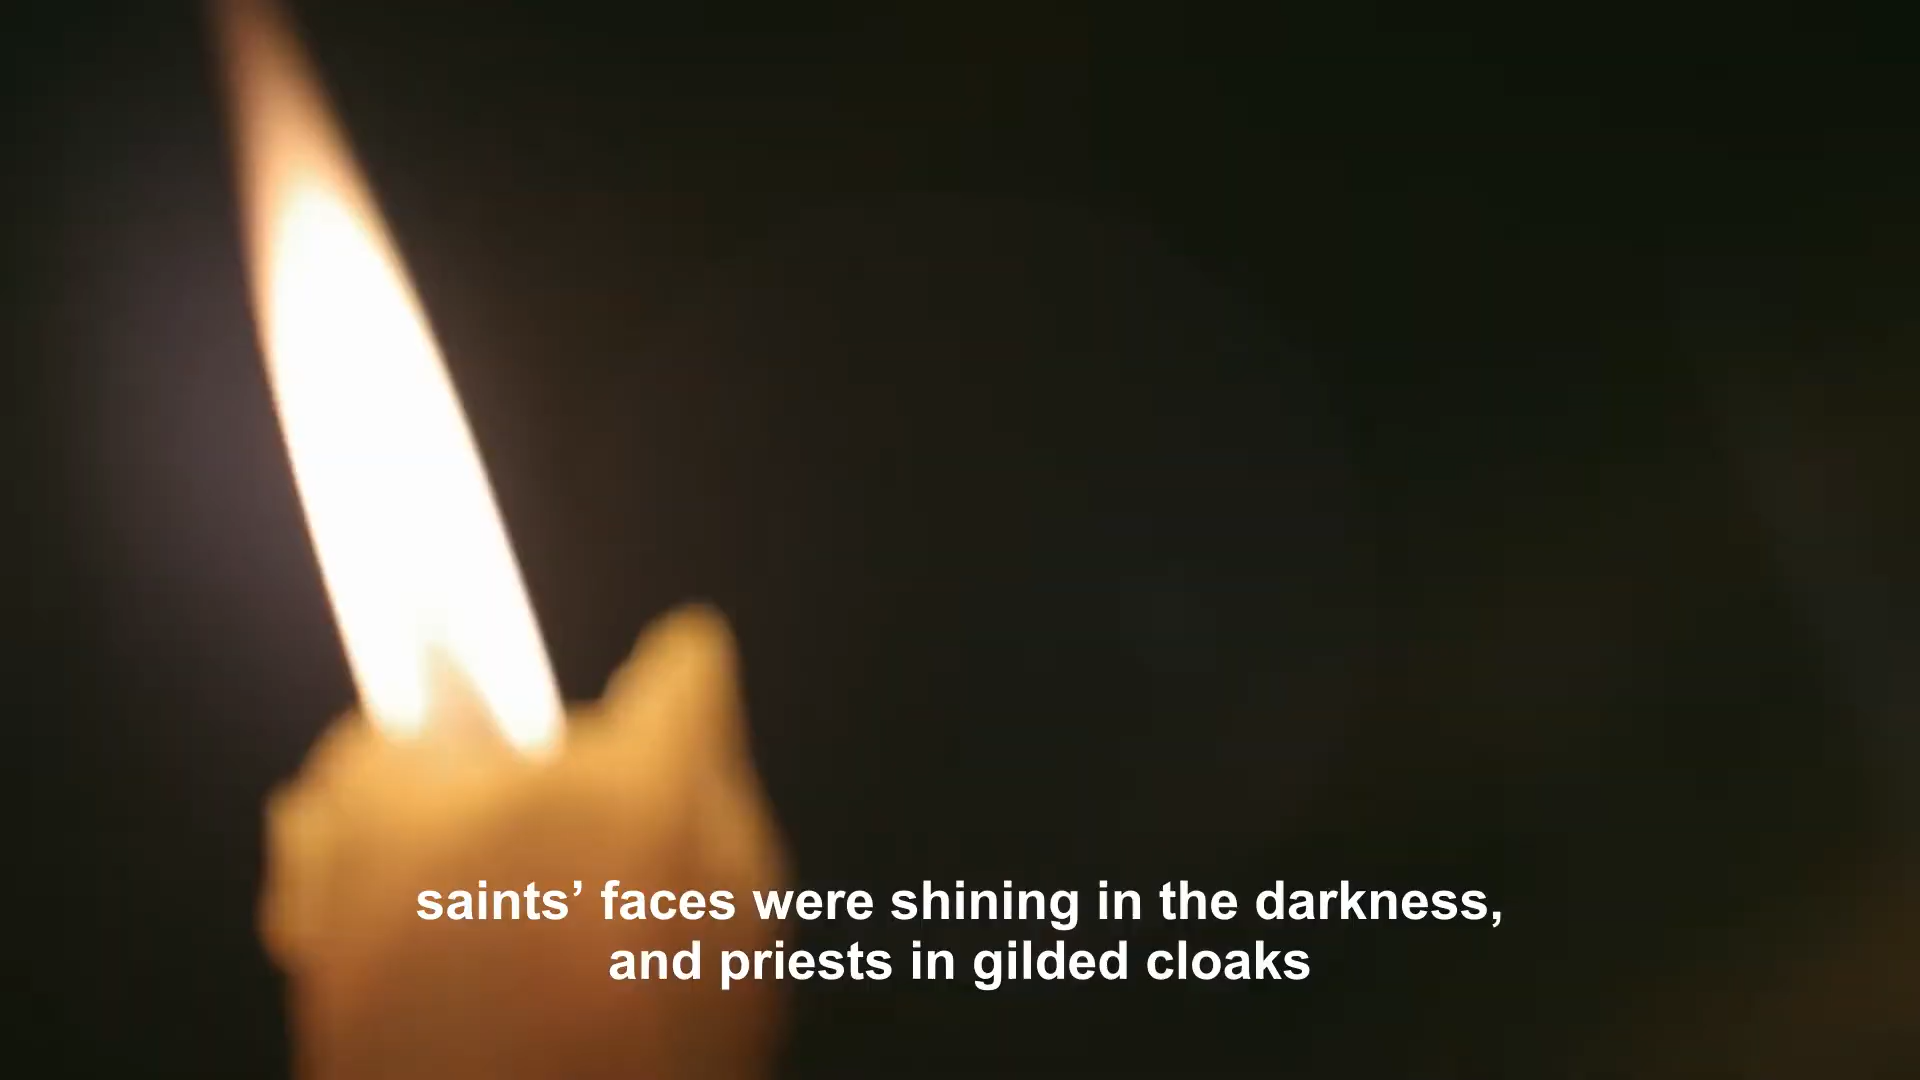 saints’ faces were shining in the darkness,
and priests in gilded cloaks